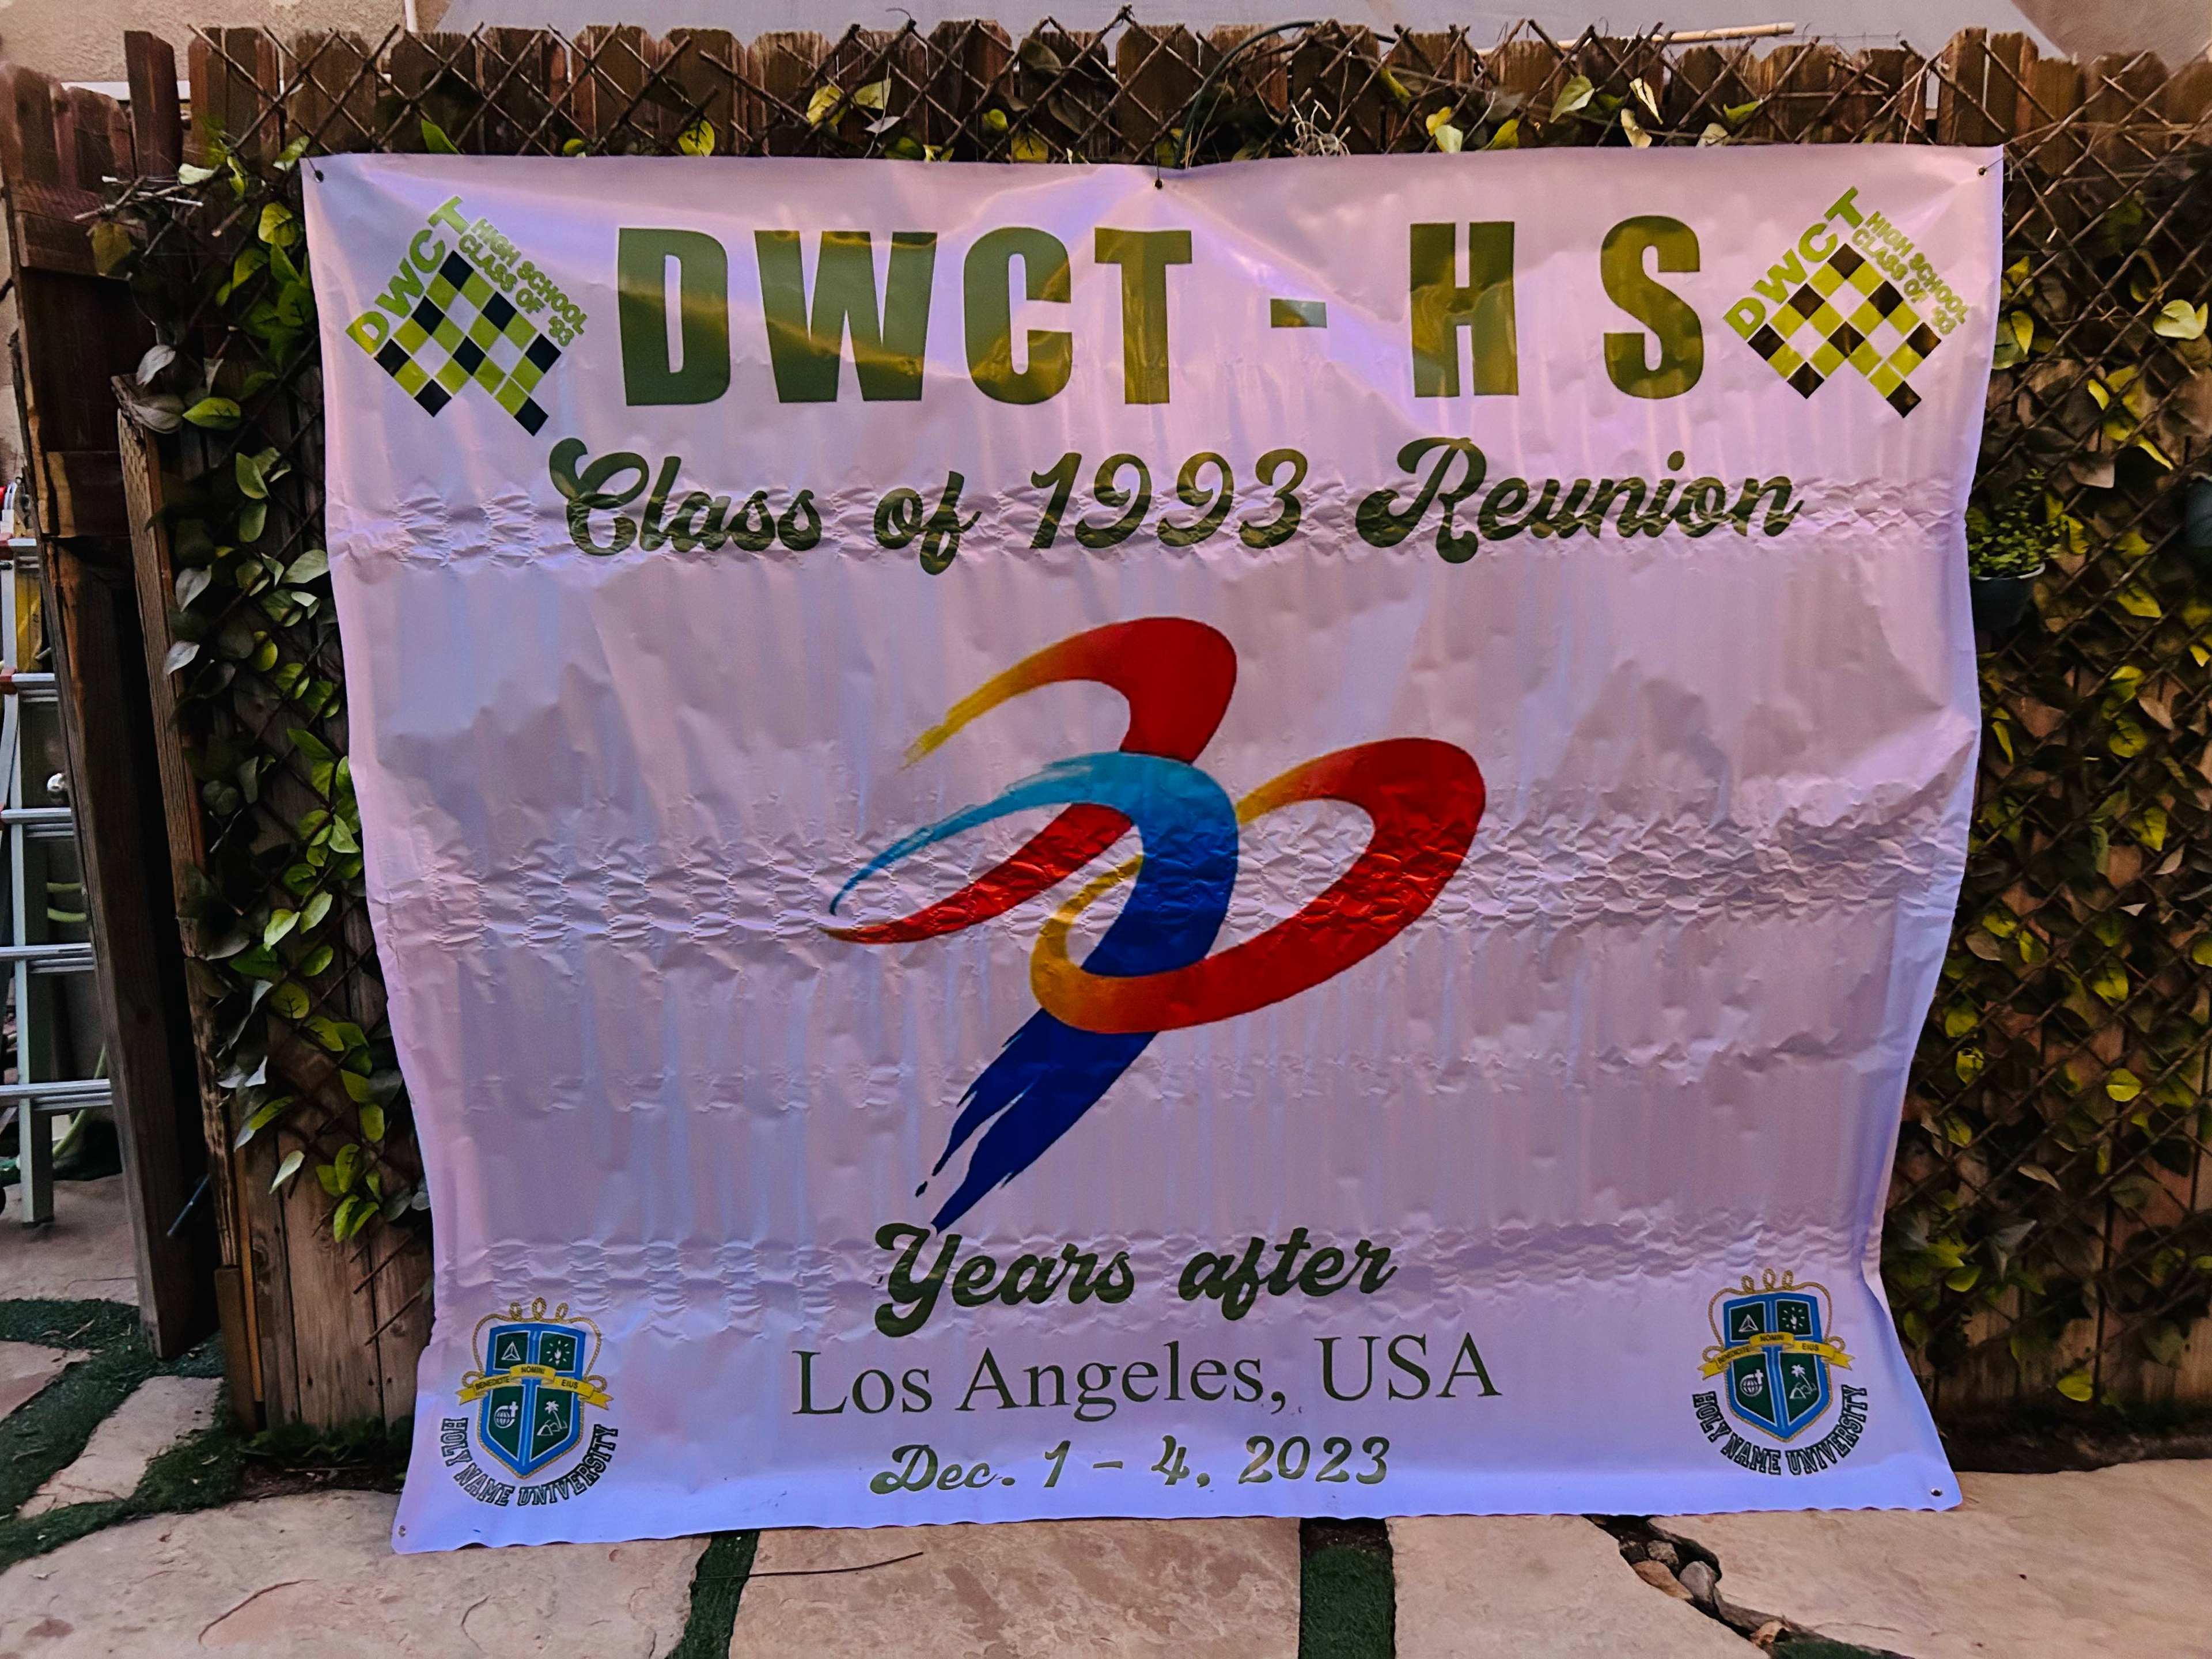 DWCT
HIGH SCHOOL
CLASS OF '93
DWCT - HS
DWCT
HIGH SCHOOL
CLASS OF '93
Class of 1993 Reunion
30
Years after
Los Angeles, USA
Dec. 1 - 4, 2023
BENEDICITE NOMINI EIUS
HOLY NAME UNIVERSITY
BENEDICITE NOMINI EIUS
HOLY NAME UNIVERSITY